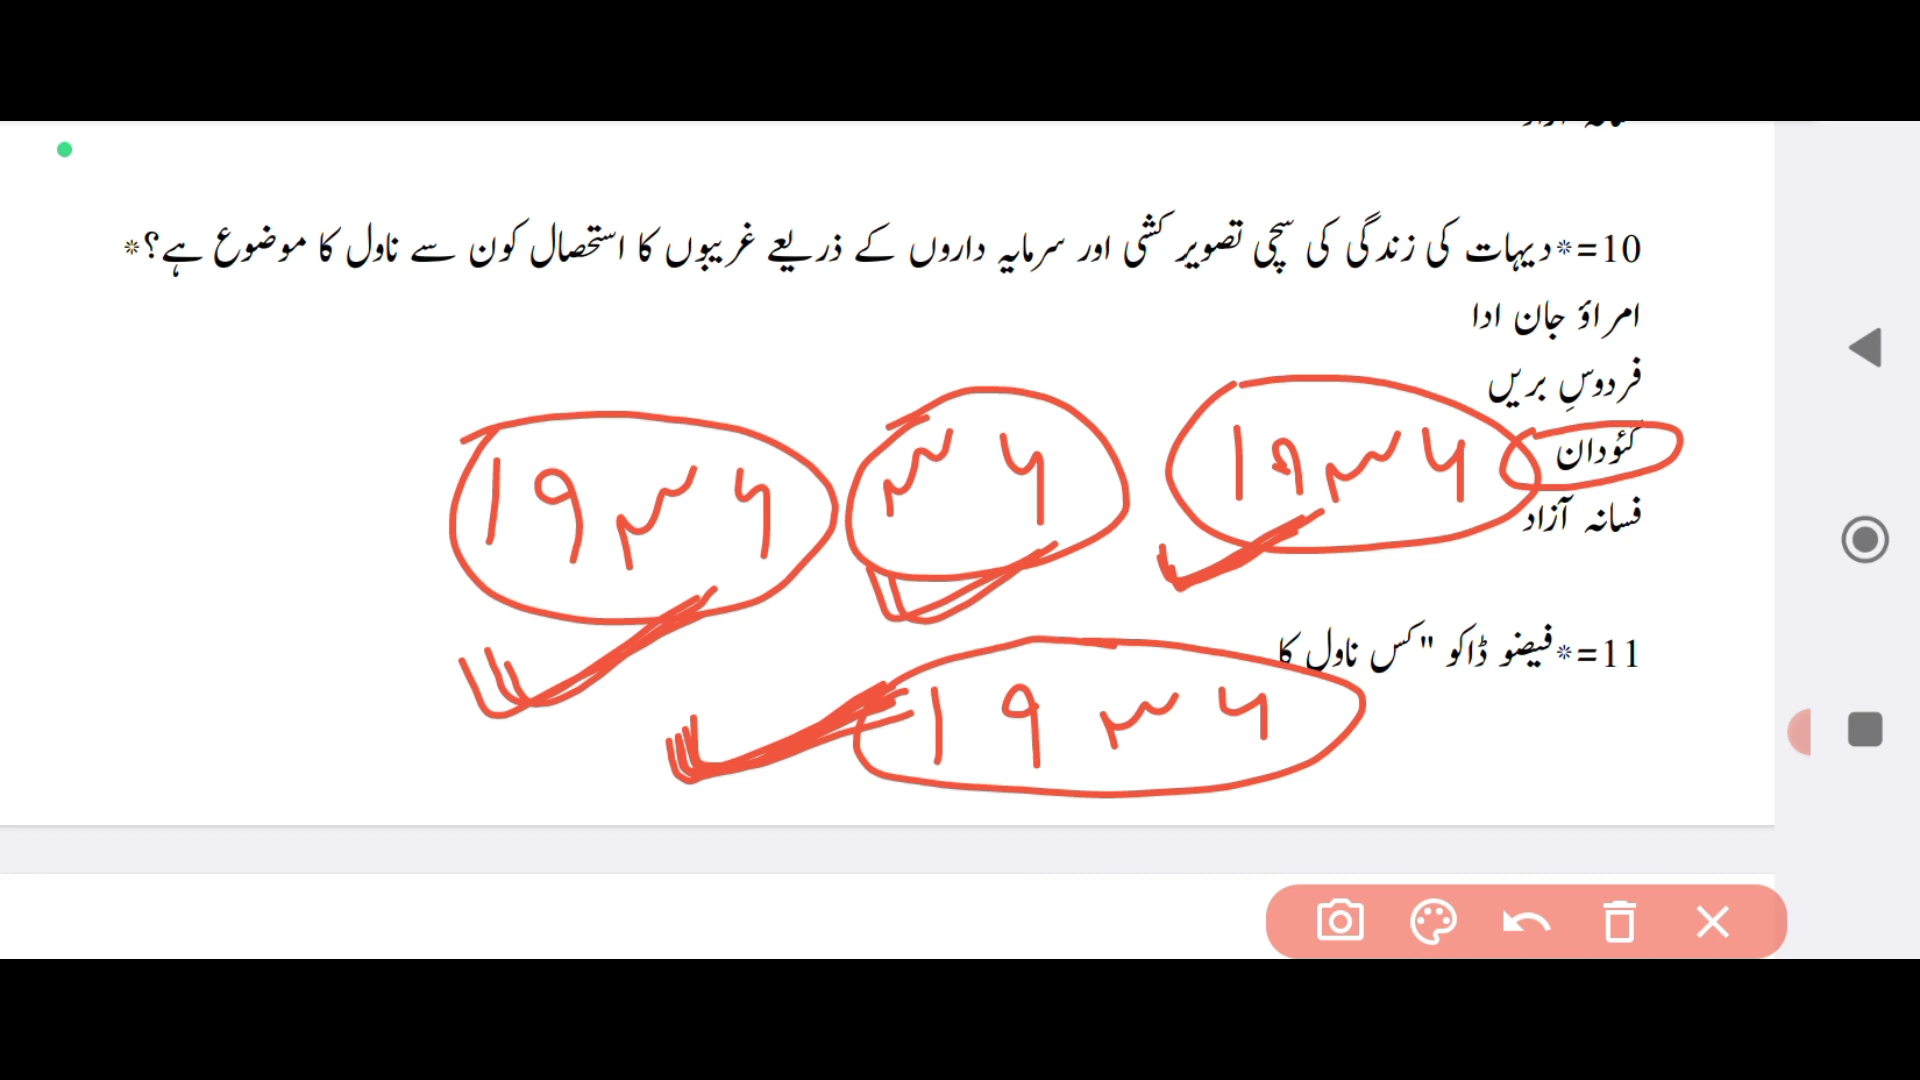 10=*دیہات کی زندگی کی سچی تصویر کشی اور سرمایہ داروں کے ذریعے غریبوں کا استحصال کون سے ناول کا موضوع ہے؟*
امراؤ جان ادا
فردوسِ بریں
گئودان
فسانہ آزاد
۱۹۳۶
۳۶
۱۹۳۶
11=*فیضو ڈاکو "کس ناول کا
۱۹۳۶